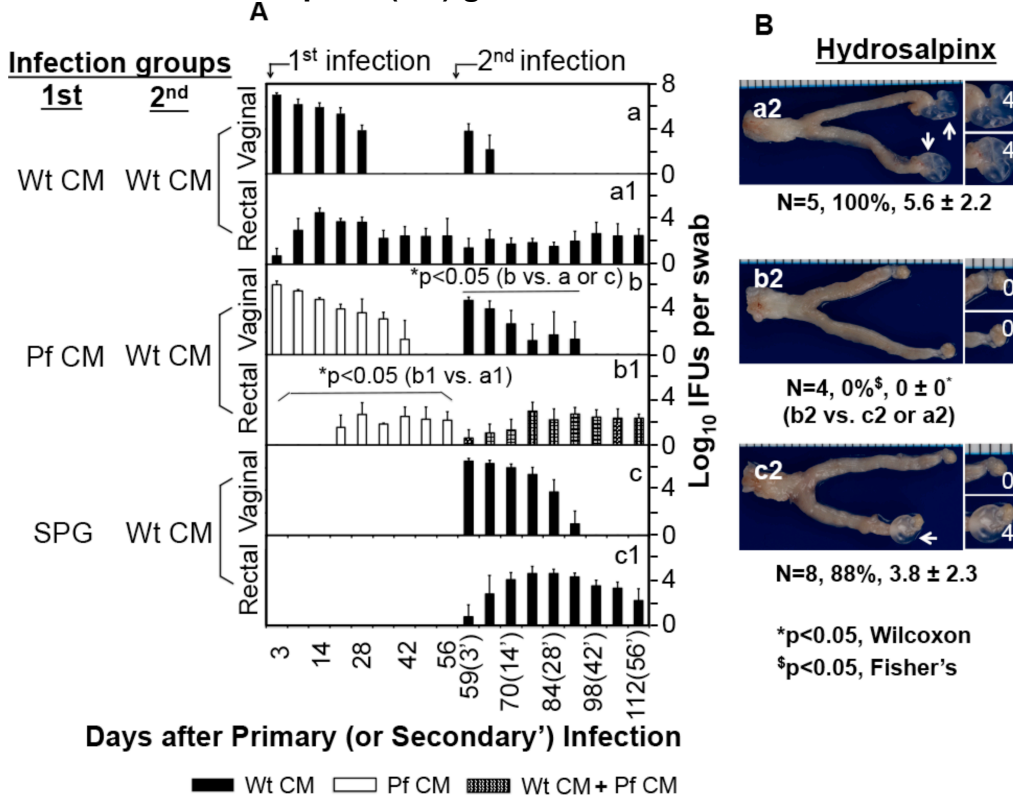 A
B
Infection groups
1st
2nd
1st infection
2nd infection
Hydrosalpinx
Wt CM
Wt CM
Vaginal
Rectal
a
8
4
0
a1
4
0
Pf CM
Wt CM
Vaginal
Rectal
*p<0.05 (b vs. a or c)
b
4
0
*p<0.05 (b1 vs. a1)
b1
4
0
SPG
Wt CM
Vaginal
Rectal
c
4
0
c1
4
0
Log10 IFUs per swab
3
14
28
42
56
59(3’)
70(14’)
84(28’)
98(42’)
112(56’)
Days after Primary (or Secondary’) Infection
Wt CM
Pf CM
Wt CM + Pf CM
a2
4
4
N=5, 100%, 5.6 ± 2.2
b2
0
0
N=4, 0%$, 0 ± 0*
(b2 vs. c2 or a2)
c2
0
4
N=8, 88%, 3.8 ± 2.3
*p<0.05, Wilcoxon
$p<0.05, Fisher’s